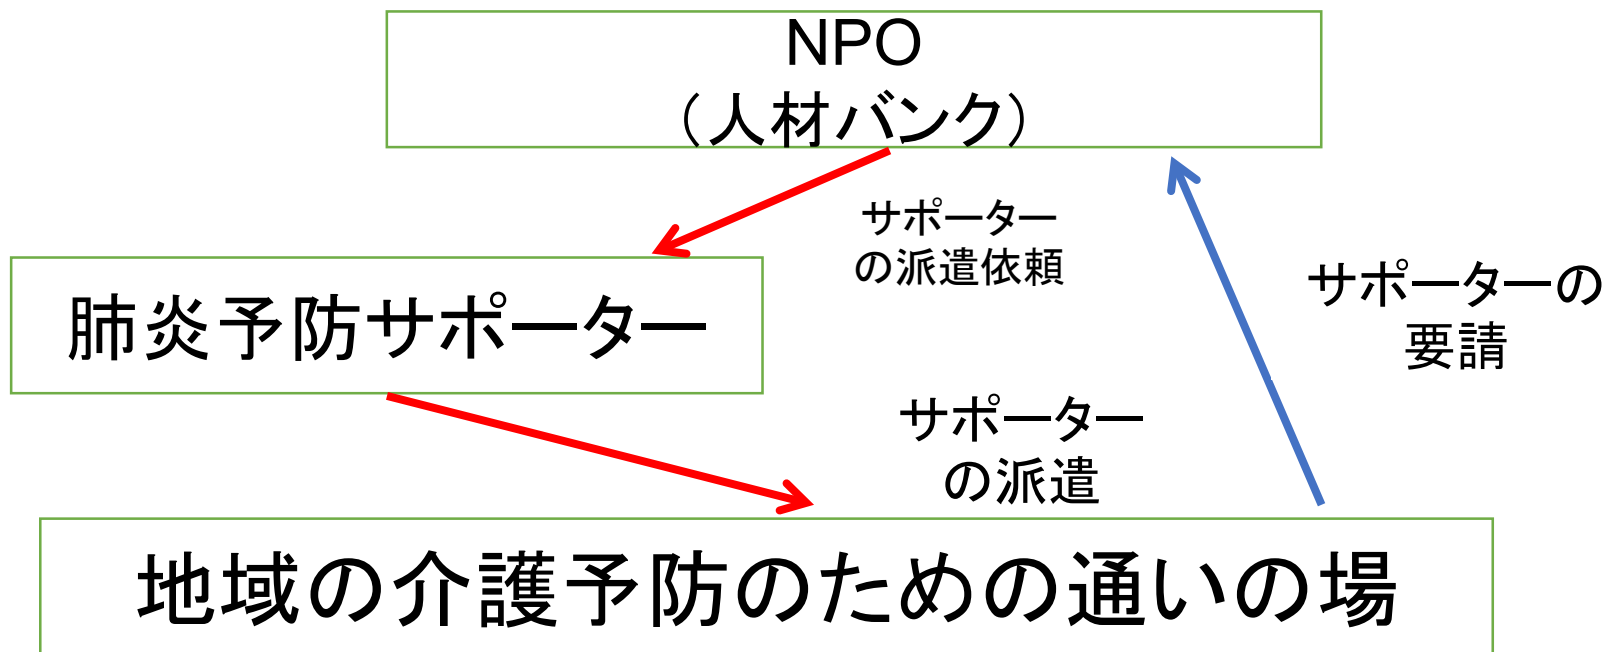 NPO
（人材バンク）
サポーター
の派遣依頼
肺炎予防サポーター
サポーターの
要請
サポーター
の派遣
地域の介護予防のための通いの場